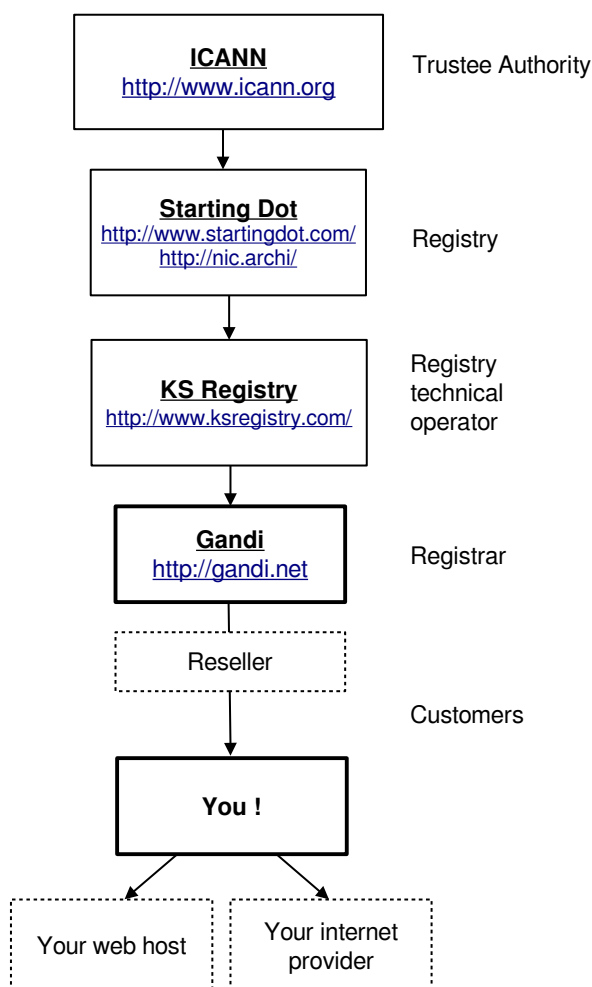 ICANN
http://www.icann.org
Trustee Authority
Starting Dot
http://www.startingdot.com/
http://nic.archi/
Registry
KS Registry
http://www.ksregistry.com/
Registry
technical
operator
Gandi
http://gandi.net
Registrar
Reseller
Customers
You !
Your web host
Your internet
provider